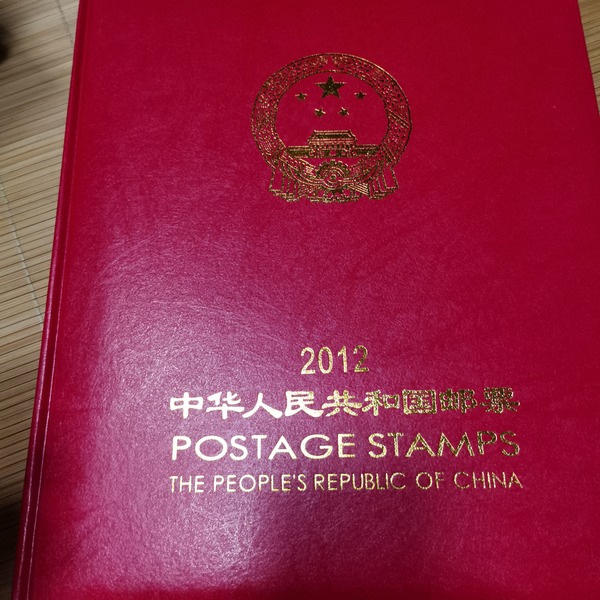 2012
中华人民共和国邮票
POSTAGE STAMPS
THE PEOPLE'S REPUBLIC OF CHINA